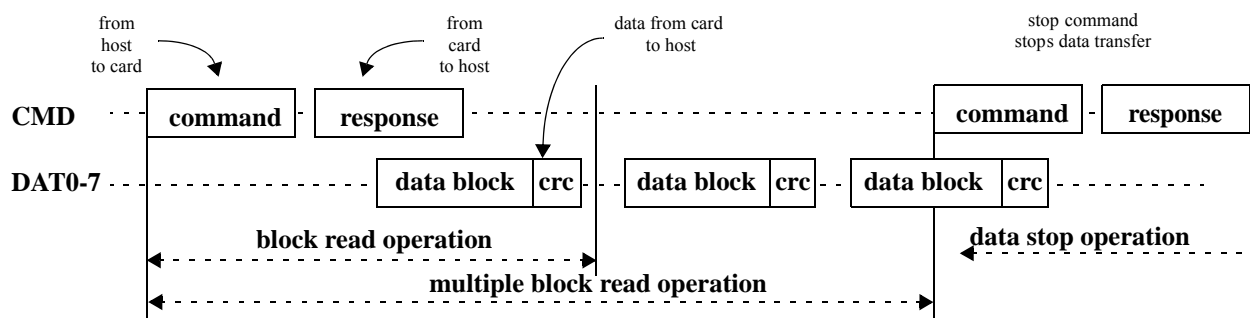 from
host
to card
from
card
to host
data from card
to host
stop command
stops data transfer
CMD
command
response
command
response
DAT0-7
data block
crc
data block
crc
data block
crc
block read operation
data stop operation
multiple block read operation